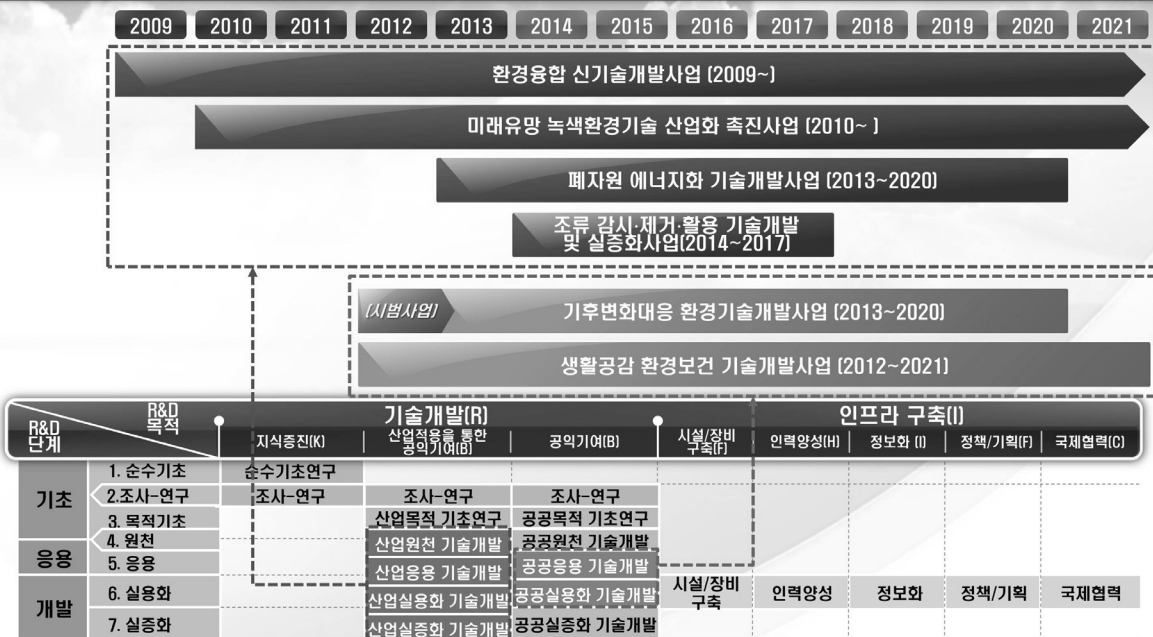 2009 2010 2011 2012 2013 2014 2015 2016 2017 2018 2019 2020 2021
환경융합 신기술개발사업 (2009~)
미래유망 녹색환경기술 산업화 촉진사업 (2010~ )
폐자원 에너지화 기술개발사업 (2013~2020)
조류 감시·제거·활용 기술개발
및 실증화사업(2014~2017)
(시범사업) 기후변화대응 환경기술개발사업 (2013~2020)
생활공감 환경보건 기술개발사업 (2012~2021)
R&D
목적
R&D
단계
기술개발(R) 인프라 구축(I)
지식증진(K)
산업적용을 통한
공익기여(B)
공익기여(B)
시설/장비
구축(F)
인력양성(H) 정보화 (I) 정책/기획(F) 국제협력(C)
기초
1. 순수기초 순수기초연구
2.조사-연구 조사-연구 조사-연구 조사-연구
3. 목적기초 산업목적 기초연구 공공목적 기초연구
4. 원천 산업원천 기술개발 공공원천 기술개발
응용
5. 응용 산업응용 기술개발 공공응용 기술개발
개발
6. 실용화 산업실용화 기술개발 공공실용화 기술개발
시설/장비
구축
인력양성 정보화 정책/기획 국제협력
7. 실증화 산업실증화 기술개발 공공실증화 기술개발